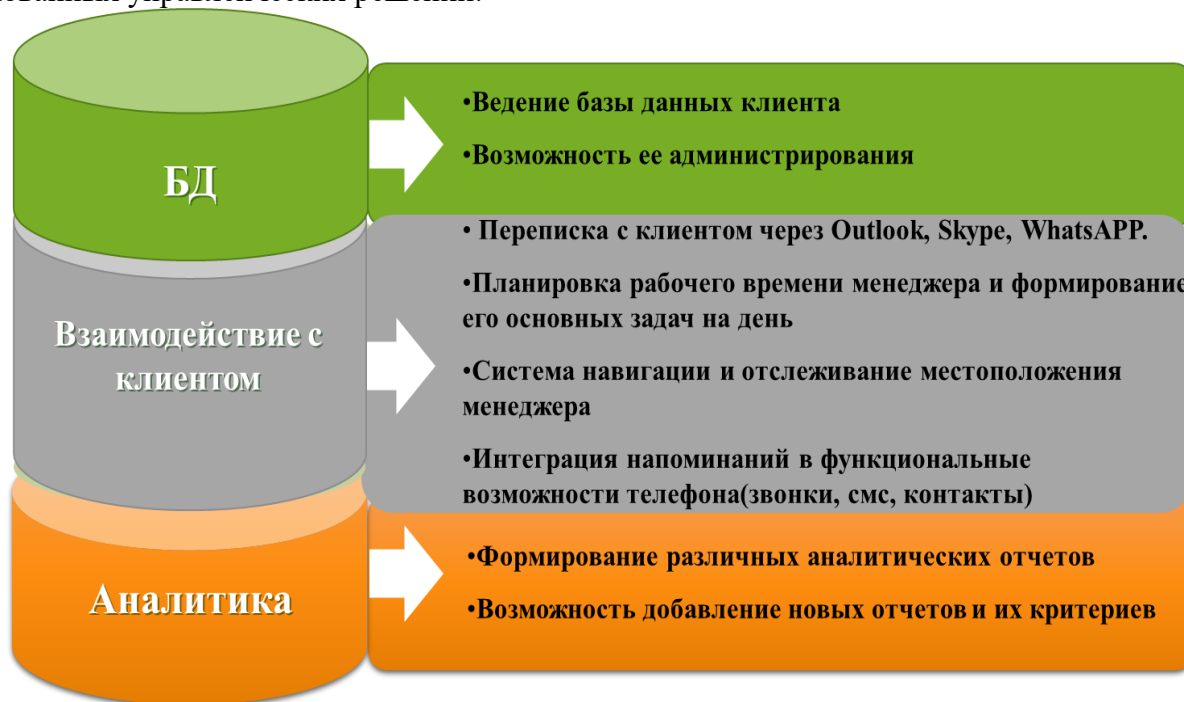 управленческих решений.
БД
•Ведение базы данных клиента
•Возможность ее администрирования
Взаимодействие с
клиентом
• Переписка с клиентом через Outlook, Skype, WhatsAPP.
•Планировка рабочего времени менеджера и формирование
его основных задач на день
•Система навигации и отслеживание местоположения
менеджера
•Интеграция напоминаний в функциональные
возможности телефона(звонки, смс, контакты)
Аналитика
•Формирование различных аналитических отчетов
•Возможность добавление новых отчетов и их критериев